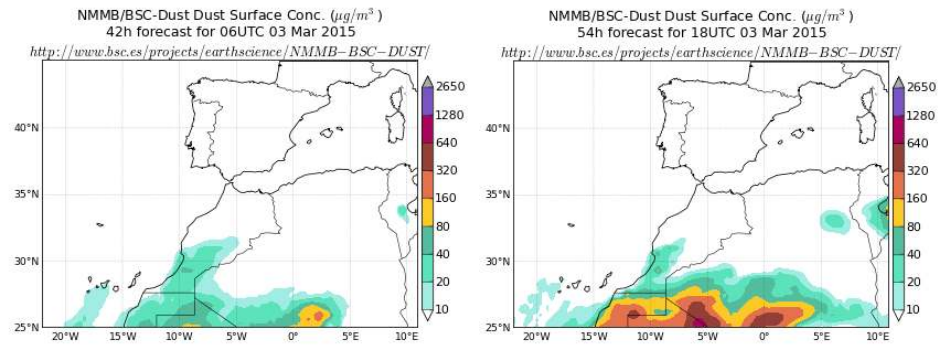 NMMB/BSC-Dust Dust Surface Conc. (µg/m³)
42h forecast for 06UTC 03 Mar 2015
http://www.bsc.es/projects/earthscience/NMMB−BSC−DUST/
40°N
35°N
30°N
25°N
20°W
15°W
10°W
5°W
0°
5°E
10°E
2650
1280
640
320
160
80
40
20
10
NMMB/BSC-Dust Dust Surface Conc. (µg/m³)
54h forecast for 18UTC 03 Mar 2015
http://www.bsc.es/projects/earthscience/NMMB−BSC−DUST/
40°N
35°N
30°N
25°N
20°W
15°W
10°W
5°W
0°
5°E
10°E
2650
1280
640
320
160
80
40
20
10